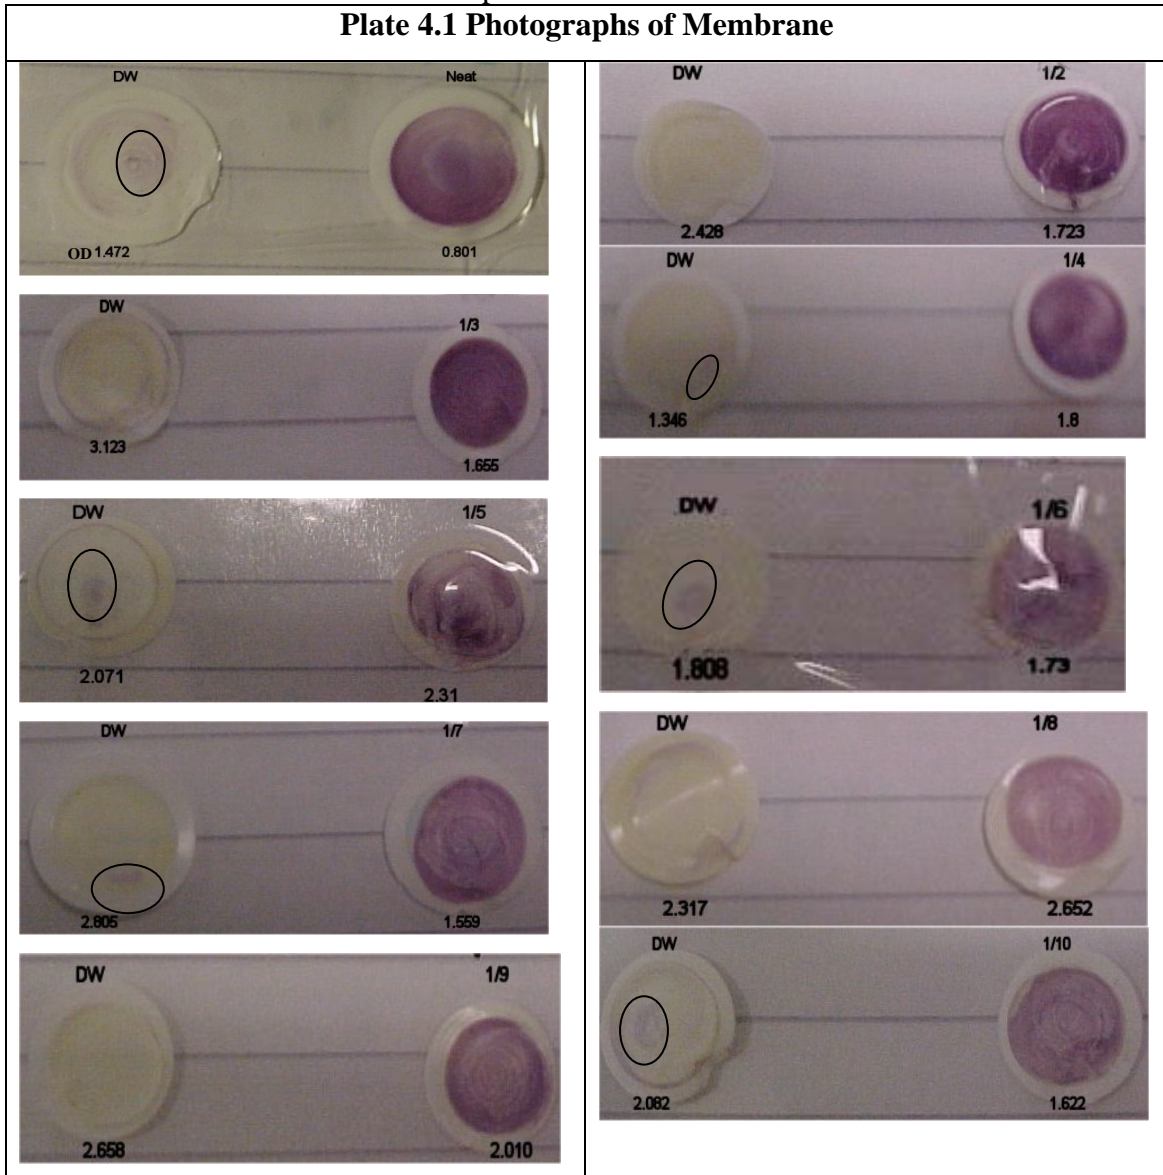 Plate 4.1 Photographs of Membrane
DW Neat
OD 1.472 0.801
DW 1/3
3.123 1.655
DW 1/5
2.071 2.31
DW 1/7
2.805 1.559
DW 1/9
2.658 2.010
DW 1/2
2.428 1.723
DW 1/4
1.346 1.8
DW 1/6
1.808 1.73
DW 1/8
2.317 2.652
DW 1/10
2.082 1.622